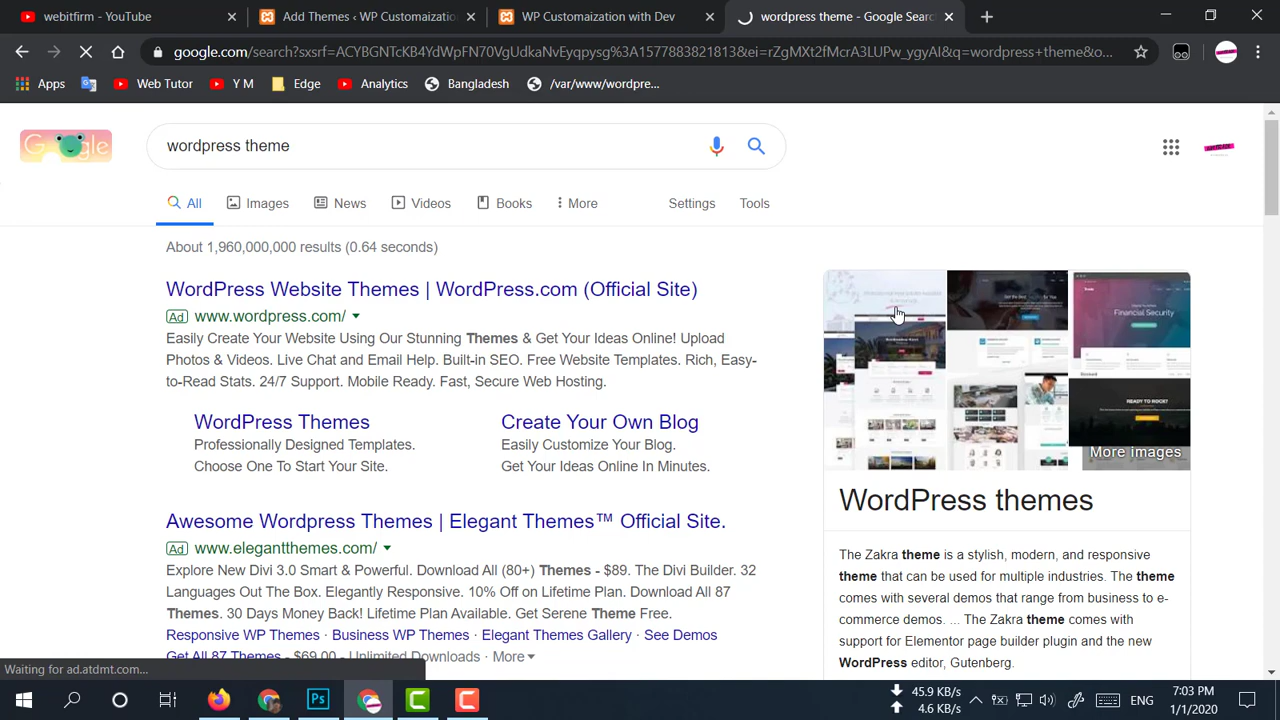 webitfirm - YouTube
Add Themes ‹ WP Customaizatio
WP Customaization with Dev
wordpress theme - Google Searc
google.com/search?sxsrf=ACYBGNTcKB4YdWpFN70VgUdkaNvEyqpysg%3A1577883821813&ei=rZgMXt2fMcrA3LUPw_ygyAI&q=wordpress+theme&o...
Apps
Web Tutor
Y M
Edge
Analytics
Bangladesh
/var/www/wordpre...
Google
wordpress theme
All
Images
News
Videos
Books
More
Settings
Tools
About 1,960,000,000 results (0.64 seconds)
WordPress Website Themes | WordPress.com (Official Site)
Ad www.wordpress.com/
Easily Create Your Website Using Our Stunning Themes & Get Your Ideas Online! Upload
Photos & Videos. Live Chat and Email Help. Built-in SEO. Free Website Templates. Rich, Easy-
to-Read Stats. 24/7 Support. Mobile Ready. Fast, Secure Web Hosting.
WordPress Themes
Professionally Designed Templates.
Choose One To Start Your Site.
Create Your Own Blog
Easily Customize Your Blog.
Get Your Ideas Online In Minutes.
Awesome Wordpress Themes | Elegant Themes™ Official Site.
Ad www.elegantthemes.com/
Explore New Divi 3.0 Smart & Powerful. Download All (80+) Themes - $89. The Divi Builder. 32
Languages Out The Box. Elegantly Responsive. 10% Off on Lifetime Plan. Download All 87
Themes. 30 Days Money Back! Lifetime Plan Available. Get Serene Theme Free.
Responsive WP Themes · Business WP Themes · Elegant Themes Gallery · See Demos
Get All 87 Themes - $69.00 - Unlimited Downloads · More
Financial Security
READY TO ROCK?
More images
WordPress themes
The Zakra theme is a stylish, modern, and responsive
theme that can be used for multiple industries. The theme
comes with several demos that range from business to e-
commerce demos. ... The Zakra theme comes with
support for Elementor page builder plugin and the new
WordPress editor, Gutenberg.
Waiting for ad.atdmt.com...
Ps
45.9 KB/s
4.6 KB/s
ENG
7:03 PM
1/1/2020